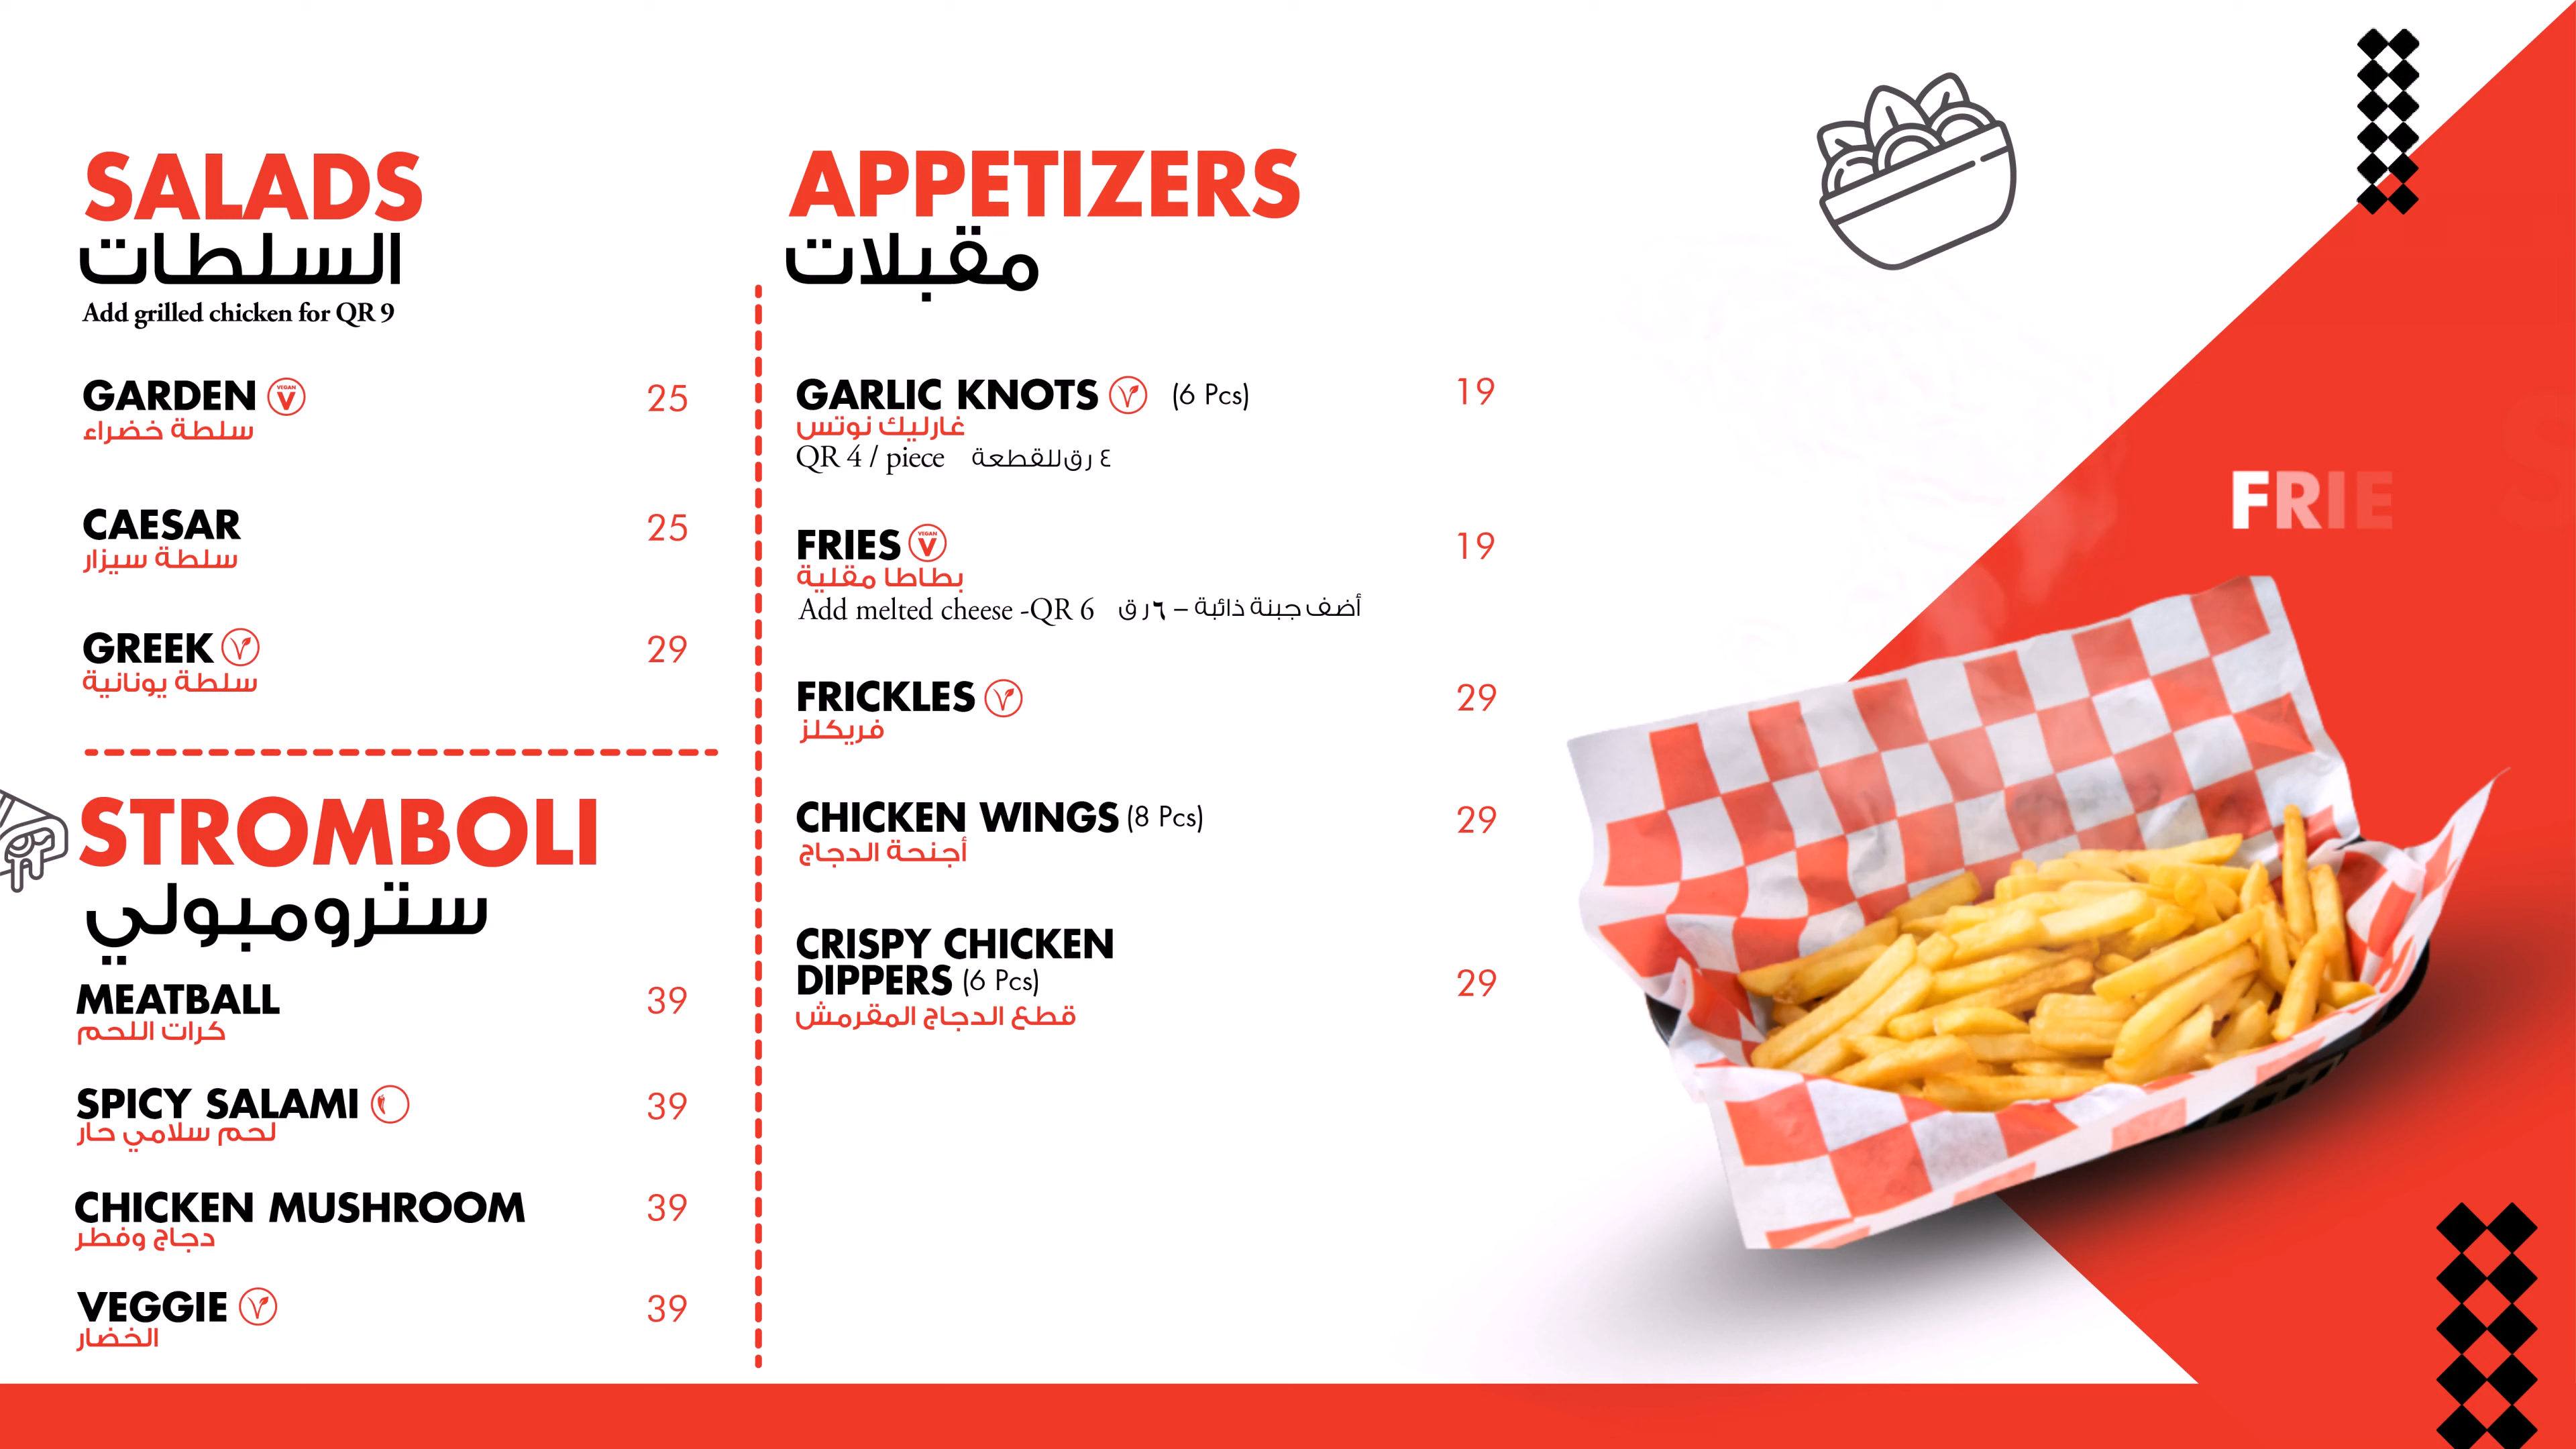 SALADS
السلطات
Add grilled chicken for QR 9
GARDEN VEGAN V 25
سلطة خضراء
CAESAR 25
سلطة سيزار
GREEK V 29
سلطة يونانية
STROMBOLI
سترومبولي
MEATBALL 39
كرات اللحم
SPICY SALAMI 39
لحم سلامي حار
CHICKEN MUSHROOM 39
دجاج وفطر
VEGGIE V 39
الخضار
APPETIZERS
مقبلات
GARLIC KNOTS V (6 Pcs) 19
غارليك نوتس
QR 4 / piece ٤ رق للقطعة
FRIES VEGAN V 19
بطاطا مقلية
Add melted cheese -QR 6 أضف جبنة ذائبة – ٦ ر ق
FRICKLES V 29
فريكلز
CHICKEN WINGS (8 Pcs) 29
أجنحة الدجاج
CRISPY CHICKEN
DIPPERS (6 Pcs) 29
قطع الدجاج المقرمش
FRIE